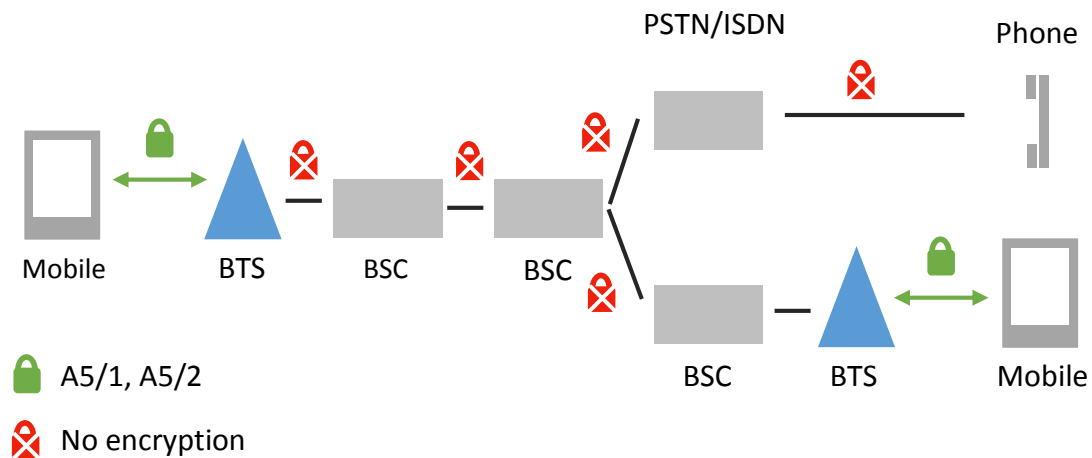 PSTN/ISDN
Phone
Mobile
BTS
BSC
BSC
BSC
BTS
Mobile
A5/1, A5/2
No encryption